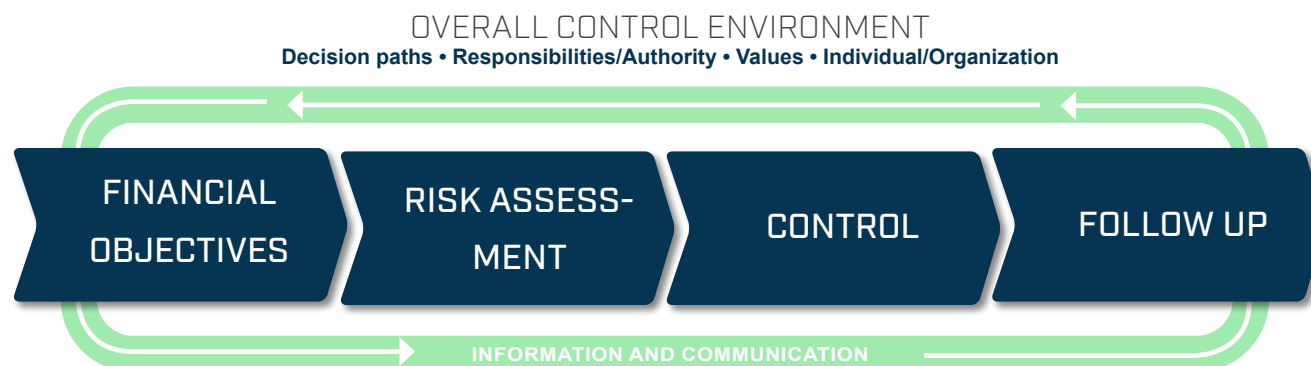 OVERALL CONTROL ENVIRONMENT
Decision paths • Responsibilities/Authority • Values • Individual/Organization
FINANCIAL
OBJECTIVES
RISK ASSESS-
MENT
CONTROL
FOLLOW UP
INFORMATION AND COMMUNICATION